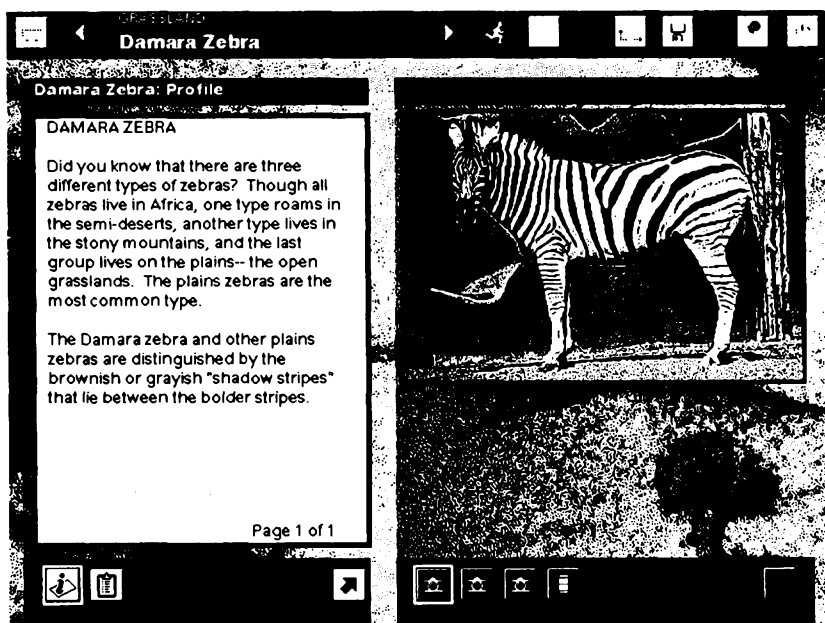 GRASSLAND
Damara Zebra
Damara Zebra: Profile
DAMARA ZEBRA
Did you know that there are three
different types of zebras? Though all
zebras live in Africa, one type roams in
the semi-deserts, another type lives in
the stony mountains, and the last
group lives on the plains-- the open
grasslands. The plains zebras are the
most common type.
The Damara zebra and other plains
zebras are distinguished by the
brownish or grayish "shadow stripes"
that lie between the bolder stripes.
Page 1 of 1